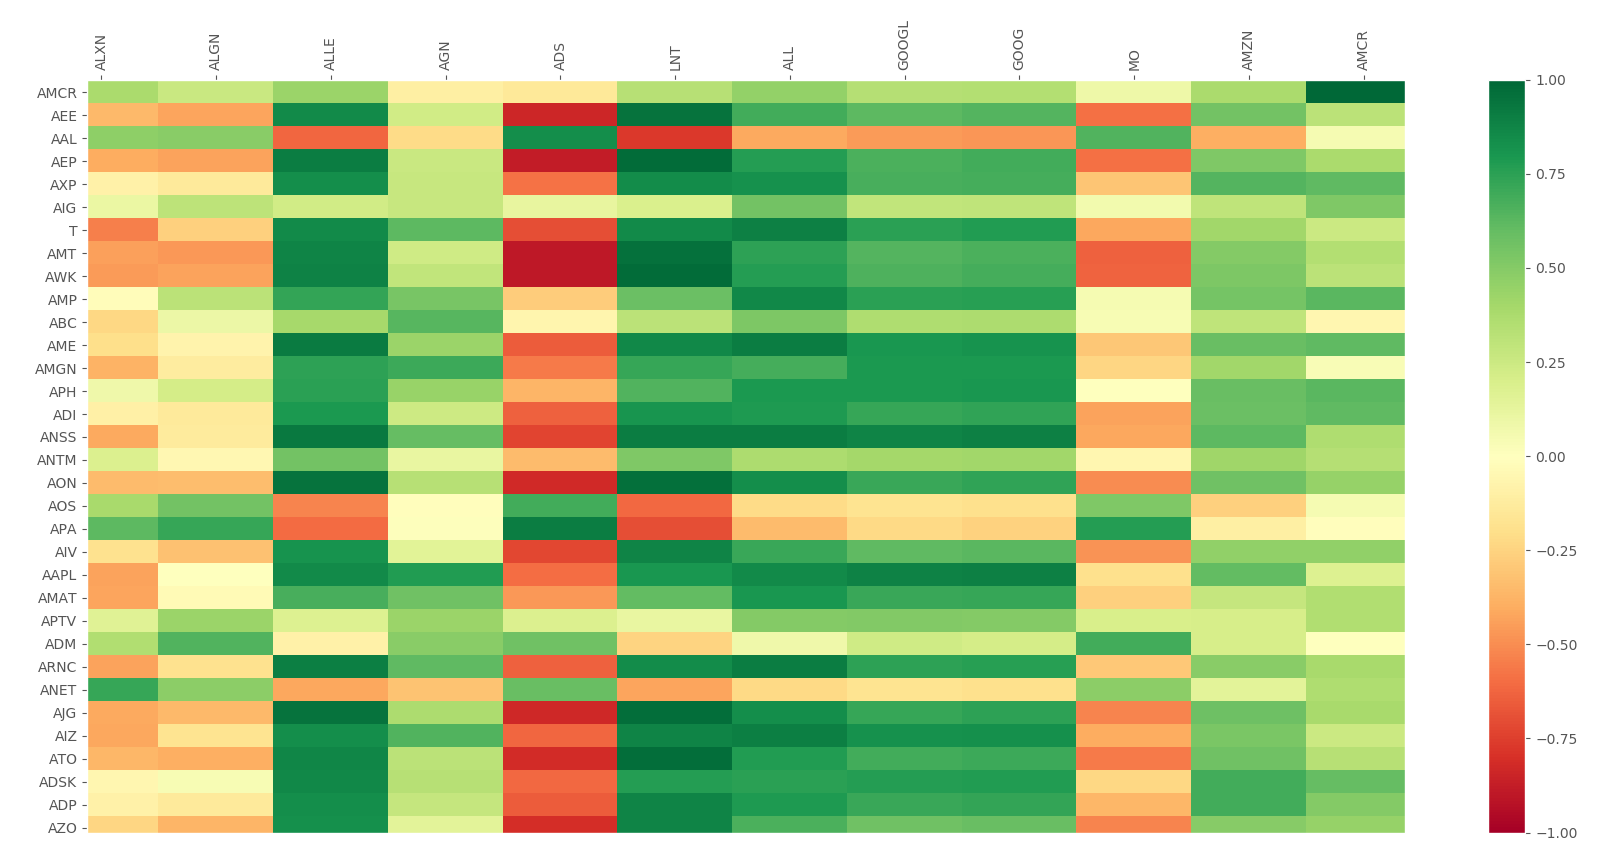 ALXN ALGN ALLE AGN ADS LNT ALL GOOGL GOOG MO AMZN AMCR
AMCR
AEE
AAL
AEP
AXP
AIG
T
AMT
AWK
AMP
ABC
AME
AMGN
APH
ADI
ANSS
ANTM
AON
AOS
APA
AIV
AAPL
AMAT
APTV
ADM
ARNC
ANET
AJG
AIZ
ATO
ADSK
ADP
AZO
1.00
0.75
0.50
0.25
0.00
−0.25
−0.50
−0.75
−1.00